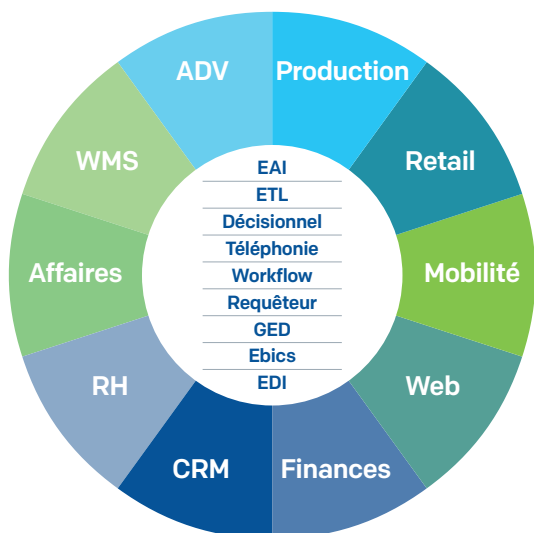 ADV
Production
WMS
Retail
Affaires
Mobilité
RH
Web
CRM
Finances
EAI
ETL
Décisionnel
Téléphonie
Workflow
Requêteur
GED
Ebics
EDI